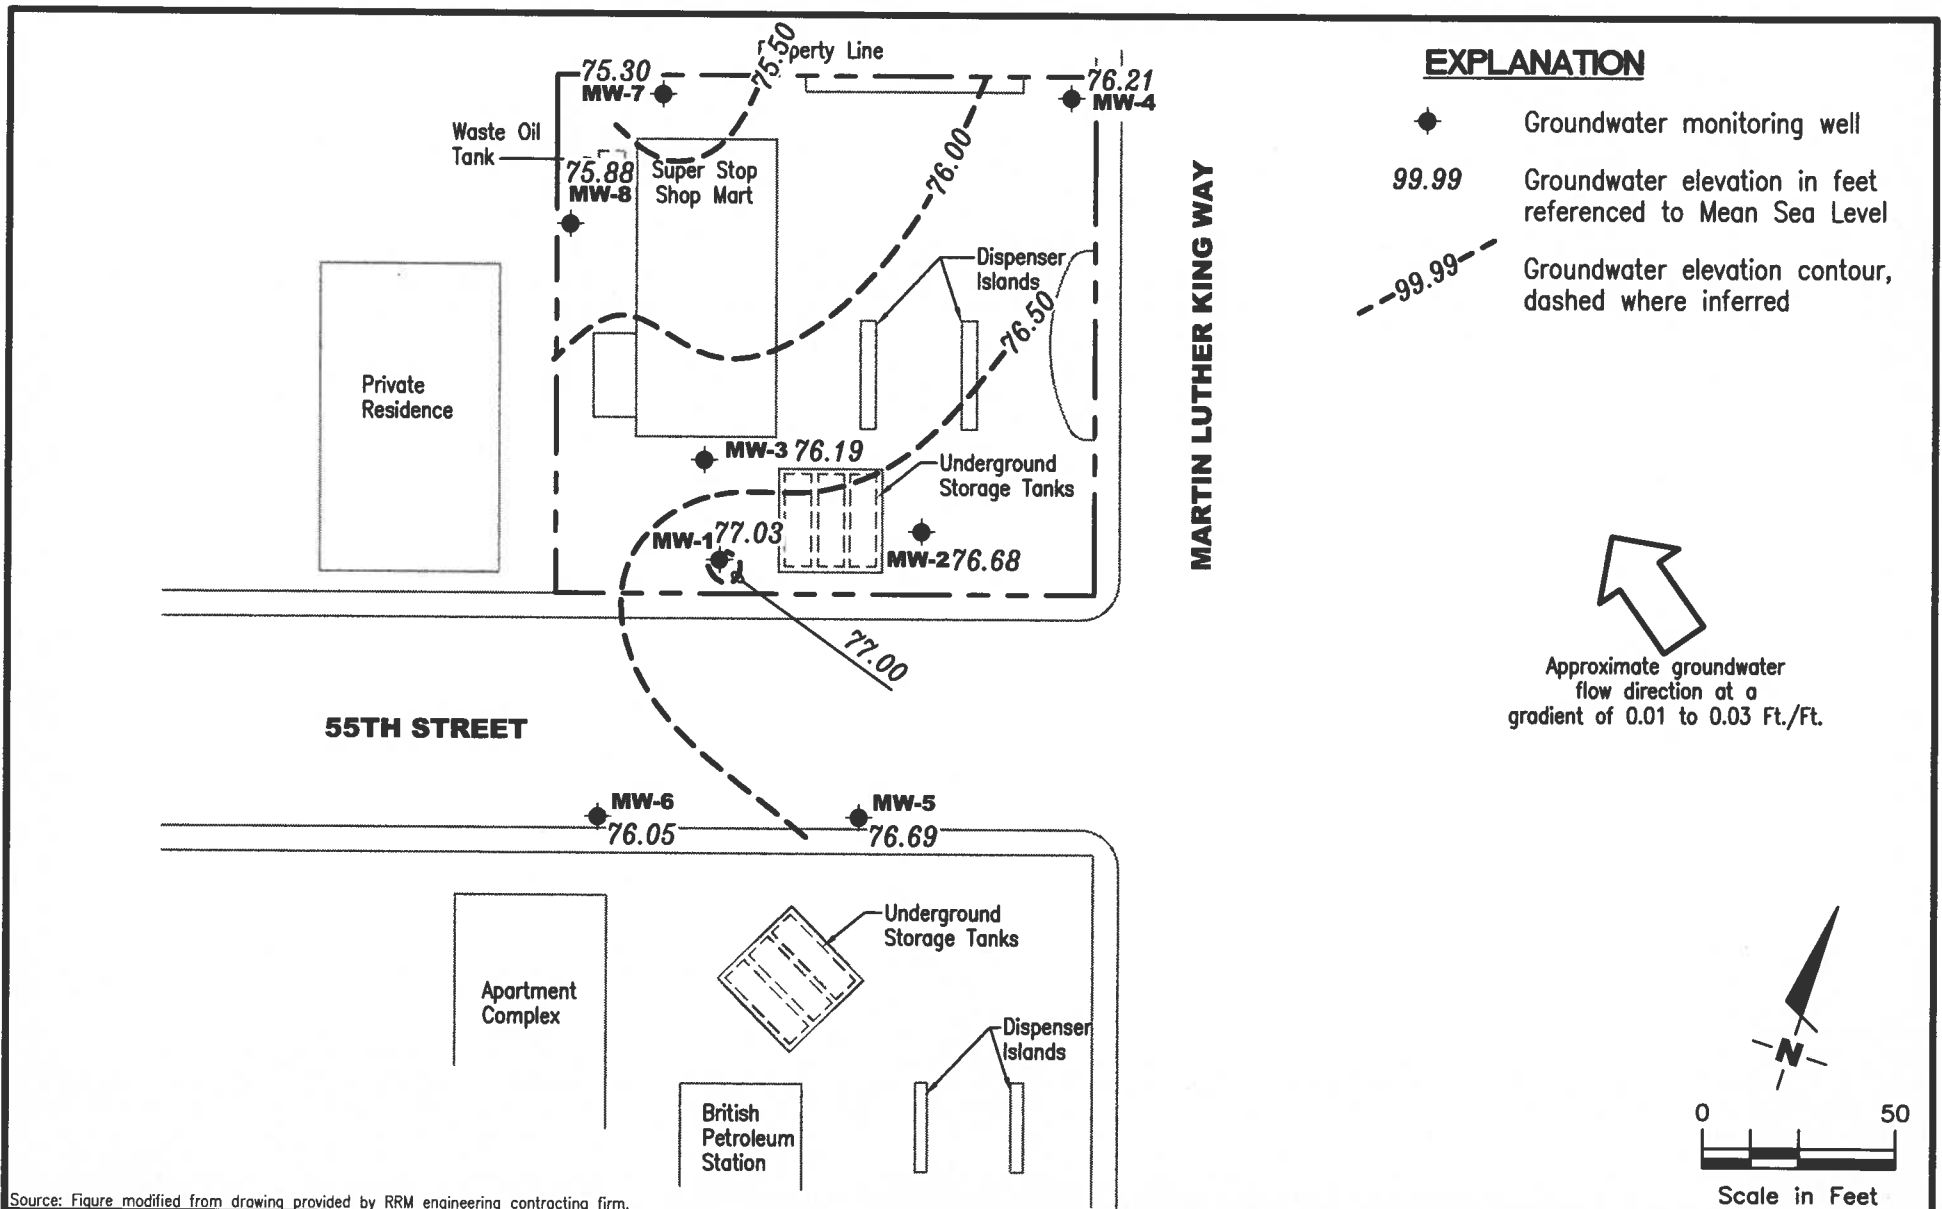 Property Line
75.50
75.30
MW-7
76.21
MW-4
Waste Oil
Tank
75.88
MW-8
Super Stop
Shop Mart
76.00
Dispenser
Islands
76.50
Private
Residence
MW-3 76.19
Underground
Storage Tanks
MW-1 77.03
MW-2 76.68
77.00
MARTIN LUTHER KING WAY
55TH STREET
MW-6
76.05
MW-5
76.69
Underground
Storage Tanks
Apartment
Complex
Dispenser
Islands
British
Petroleum
Station
Source: Figure modified from drawing provided by RRM engineering contracting firm.
EXPLANATION
Groundwater monitoring well
99.99 Groundwater elevation in feet
referenced to Mean Sea Level
99.99 Groundwater elevation contour,
dashed where inferred
Approximate groundwater
flow direction at a
gradient of 0.01 to 0.03 Ft./Ft.
N
0 50
Scale in Feet